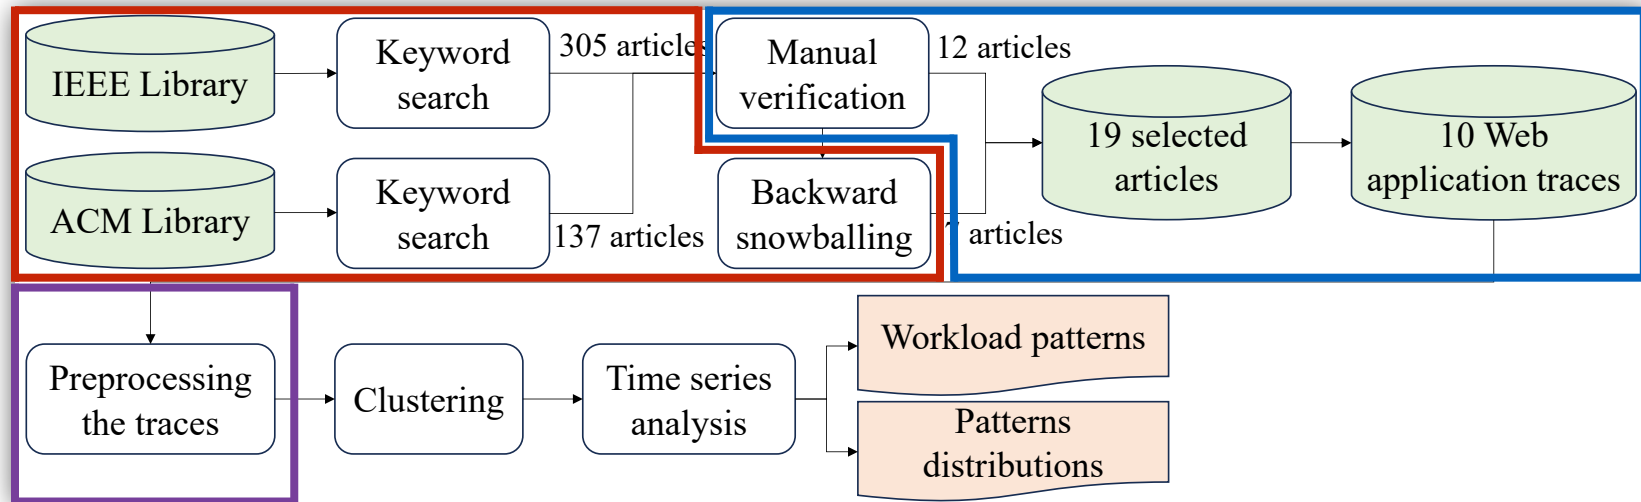 IEEE Library
Keyword
search
305 articles
Manual
verification
12 articles
19 selected
articles
10 Web
application traces
ACM Library
Keyword
search
137 articles
Backward
snowballing
7 articles
Preprocessing
the traces
Clustering
Time series
analysis
Workload patterns
Patterns
distributions